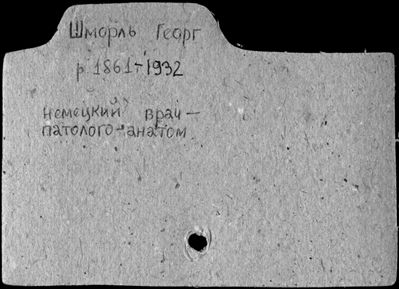 Шморль Георг
р 1861-1932
немецкий врач-
патолого-анатом